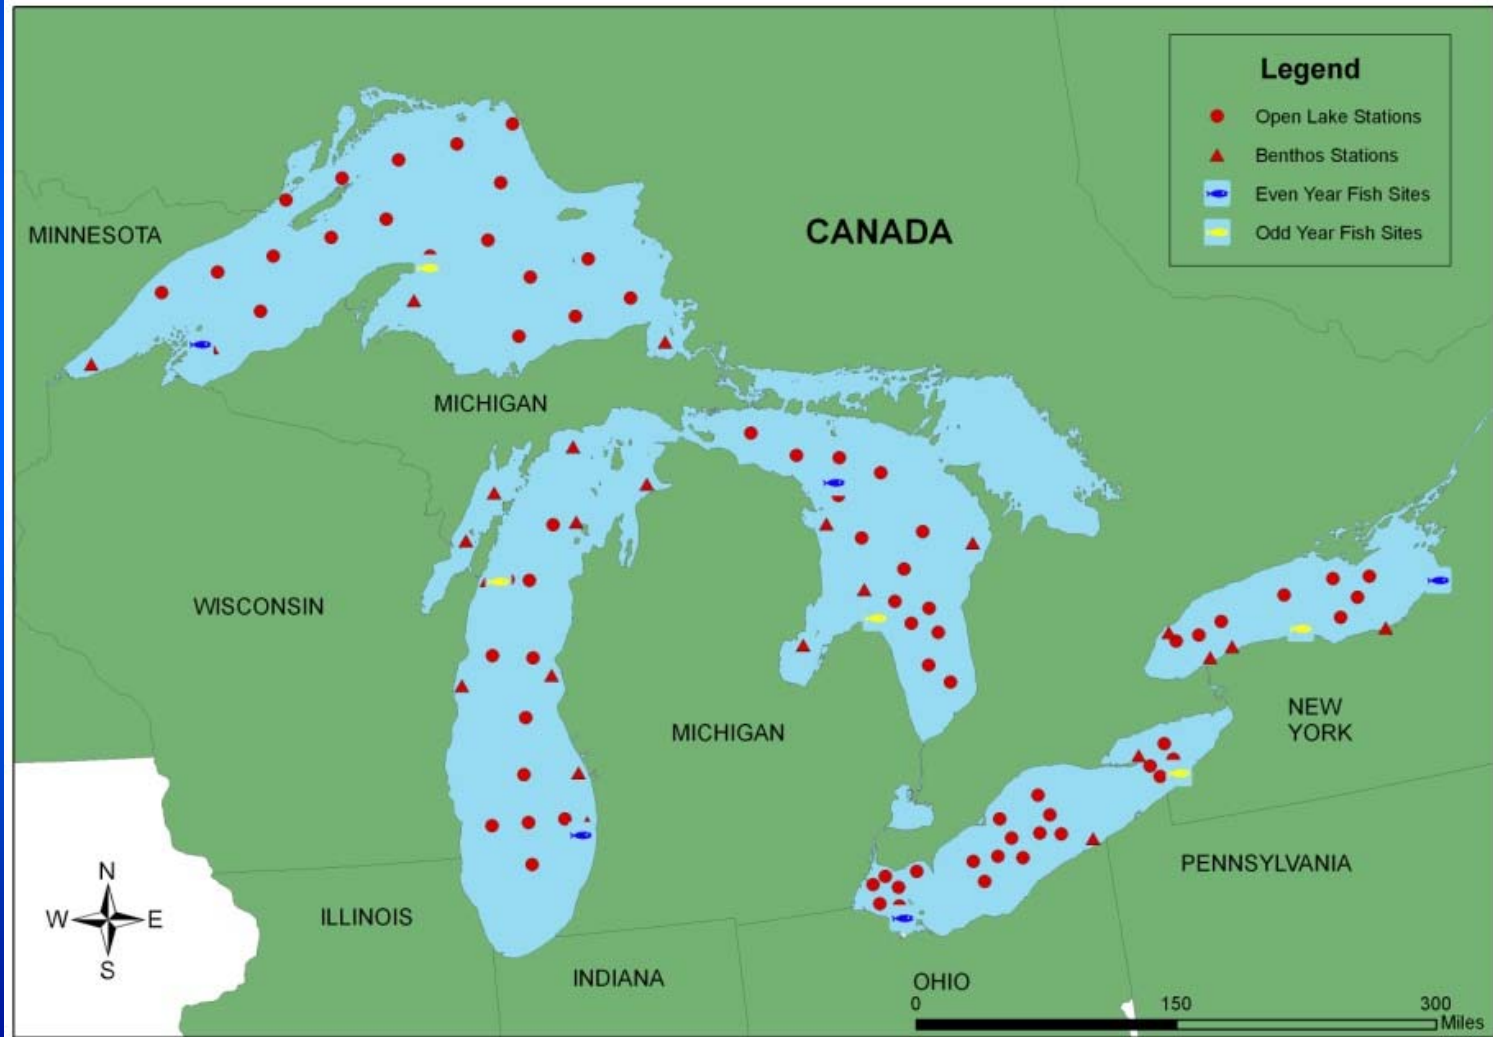 Legend
Open Lake Stations
Benthos Stations
Even Year Fish Sites
Odd Year Fish Sites
MINNESOTA
CANADA
MICHIGAN
WISCONSIN
MICHIGAN
NEW
YORK
PENNSYLVANIA
N
W
E
S
ILLINOIS
INDIANA
OHIO
0
150
300
Miles